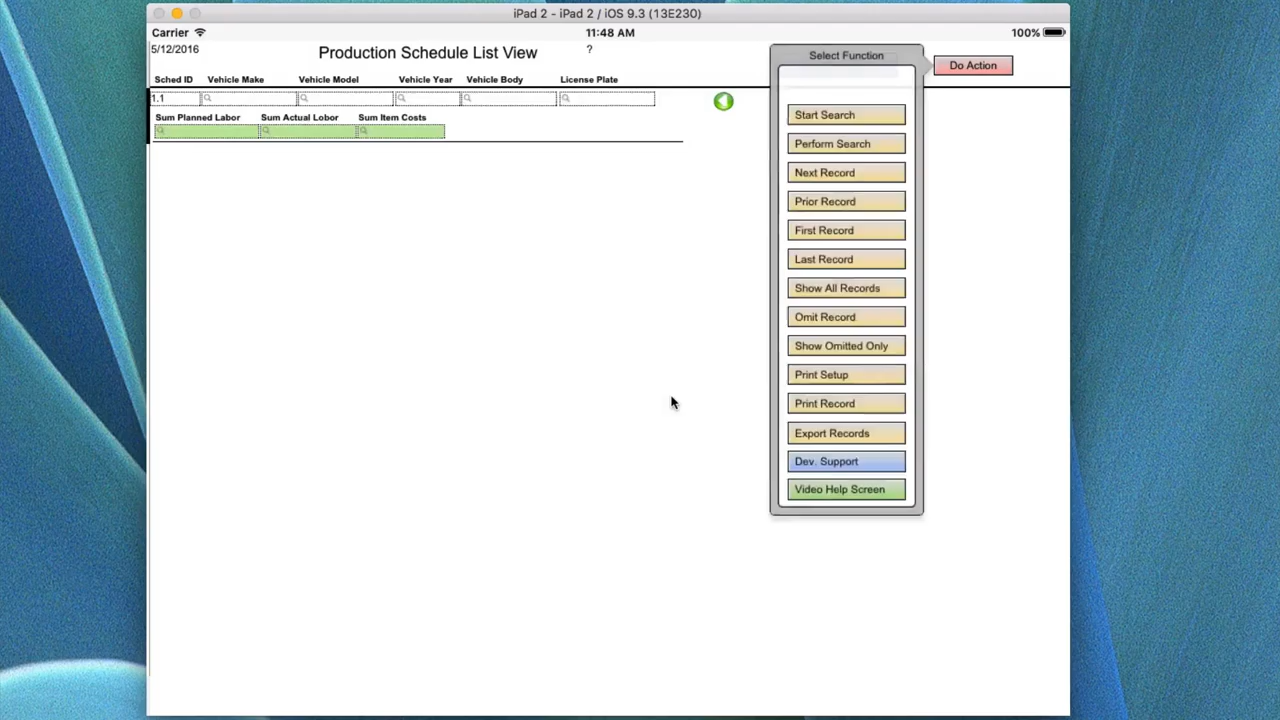 iPad 2 - iPad 2 / iOS 9.3 (13E230)
Carrier 11:48 AM 100%
5/12/2016 Production Schedule List View ?
Select Function
Do Action
Sched ID Vehicle Make Vehicle Model Vehicle Year Vehicle Body License Plate
1.1
Sum Planned Labor Sum Actual Lobor Sum Item Costs
Start Search
Perform Search
Next Record
Prior Record
First Record
Last Record
Show All Records
Omit Record
Show Omitted Only
Print Setup
Print Record
Export Records
Dev. Support
Video Help Screen